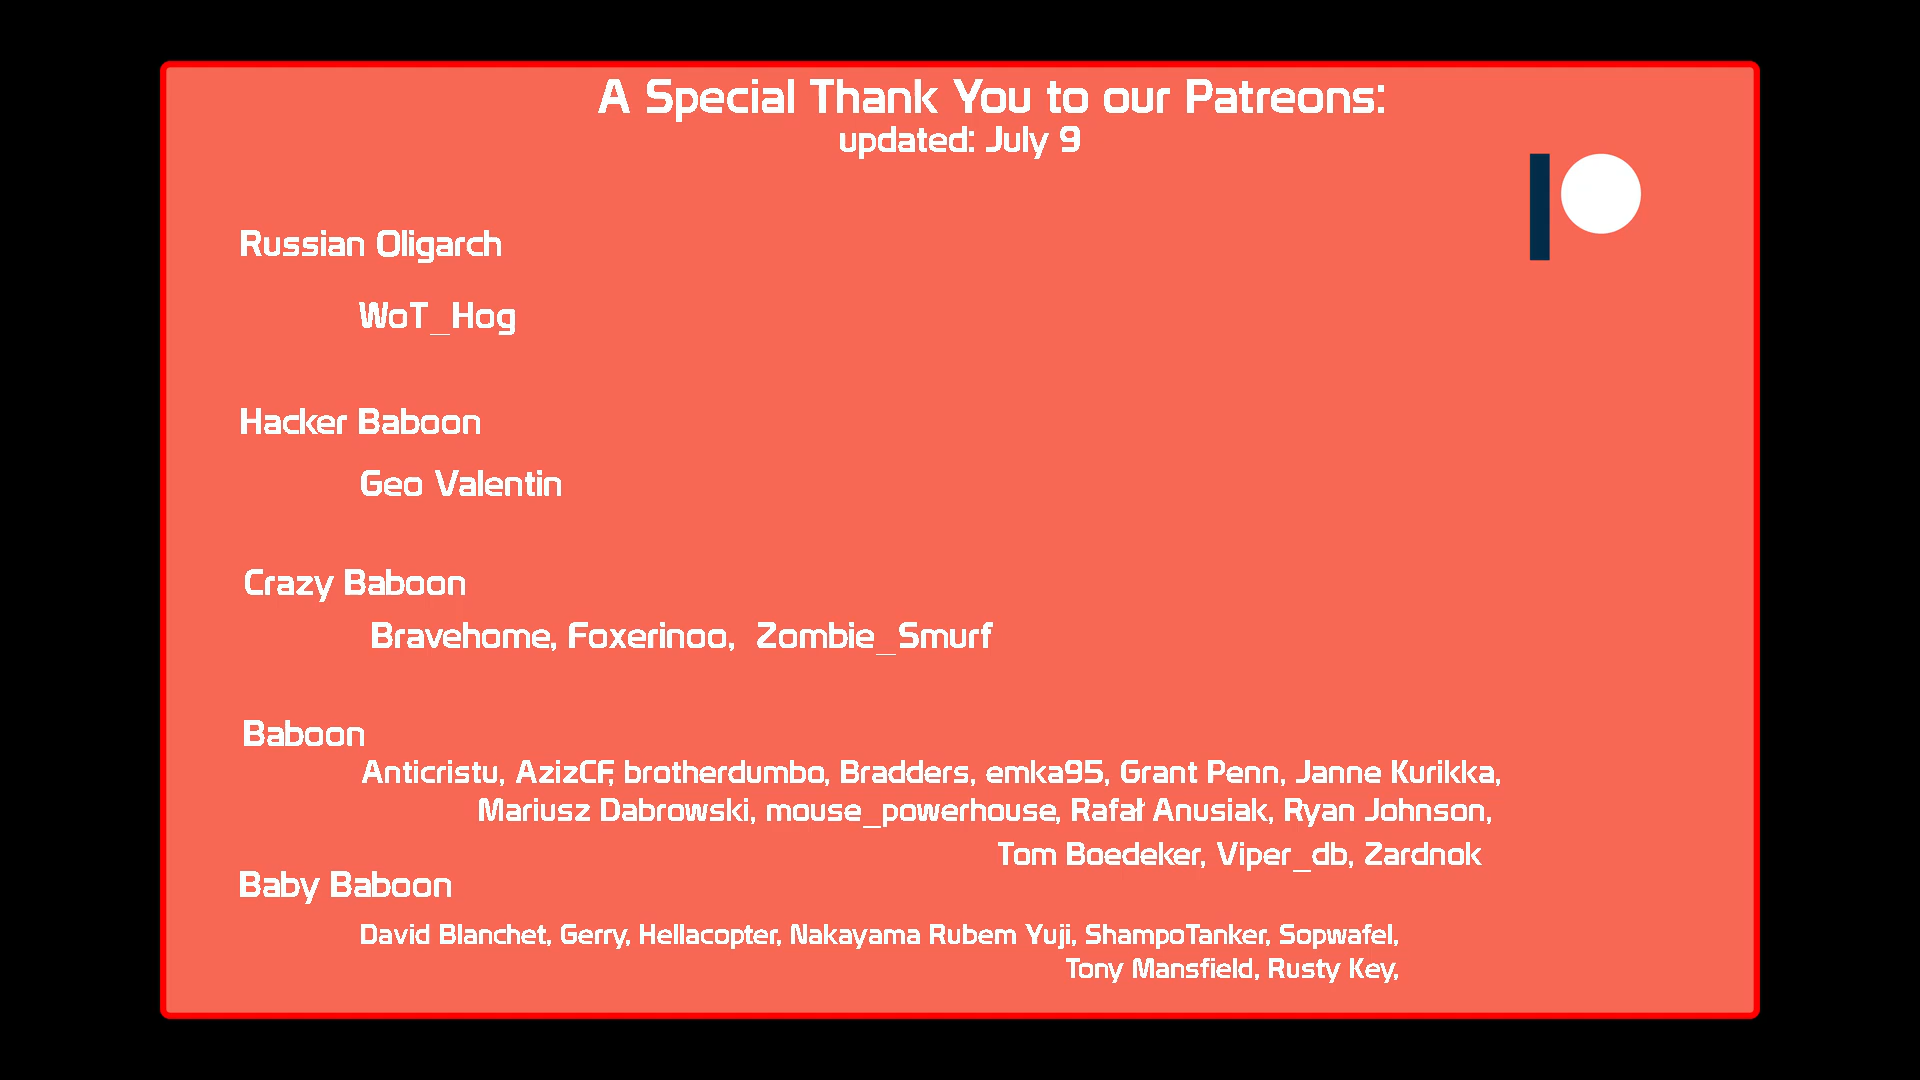 A Special Thank You to our Patreons:
updated: July 9
Russian Oligarch
WoT_Hog
Hacker Baboon
Geo Valentin
Crazy Baboon
Bravehome, Foxerinoo, Zombie_Smurf
Baboon
Anticristu, AzizCF, brotherdumbo, Bradders, emka95, Grant Penn, Janne Kurikka,
Mariusz Dabrowski, mouse_powerhouse, Rafał Anusiak, Ryan Johnson,
Tom Boedeker, Viper_db, Zardnok
Baby Baboon
David Blanchet, Gerry, Hellacopter, Nakayama Rubem Yuji, ShampoTanker, Sopwafel,
Tony Mansfield, Rusty Key,